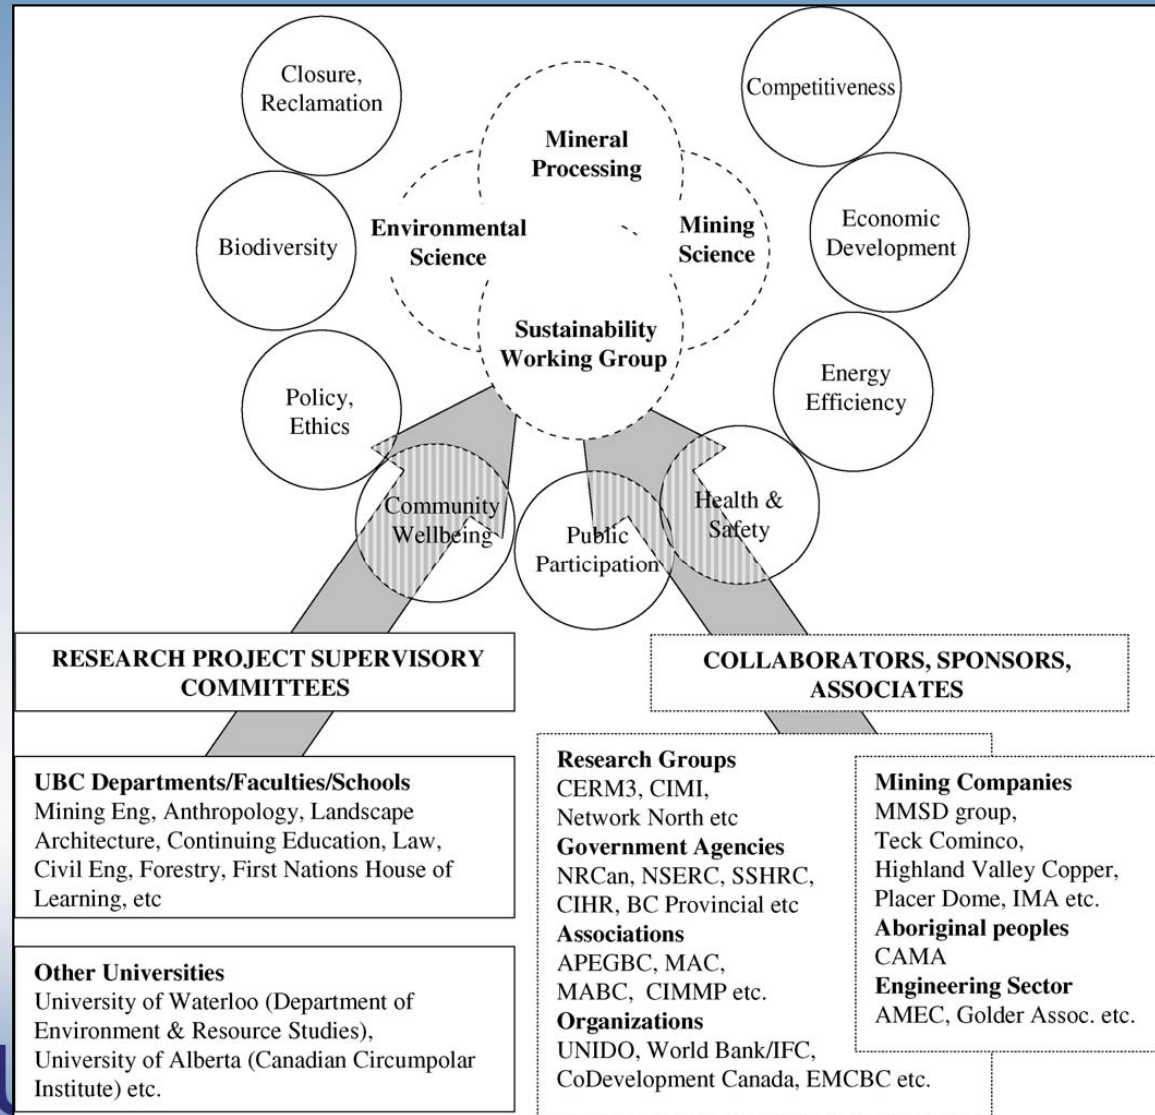 Closure,
Reclamation
Competitiveness
Mineral
Processing
Biodiversity
Environmental
Science
Mining
Science
Economic
Development
Sustainability
Working Group
Policy,
Ethics
Energy
Efficiency
Community
Wellbeing
Public
Participation
Health &
Safety
RESEARCH PROJECT SUPERVISORY
COMMITTEES
COLLABORATORS, SPONSORS,
ASSOCIATES
UBC Departments/Faculties/Schools
Mining Eng, Anthropology, Landscape
Architecture, Continuing Education, Law,
Civil Eng, Forestry, First Nations House of
Learning, etc
Other Universities
University of Waterloo (Department of
Environment & Resource Studies),
University of Alberta (Canadian Circumpolar
Institute) etc.
Research Groups
CERM3, CIMI,
Network North etc
Government Agencies
NRCan, NSERC, SSHRC,
CIHR, BC Provincial etc
Associations
APEGBC, MAC,
MABC, CIMMP etc.
Organizations
UNIDO, World Bank/IFC,
CoDevelopment Canada, EMCBC etc.
Mining Companies
MMSD group,
Teck Cominco,
Highland Valley Copper,
Placer Dome, IMA etc.
Aboriginal peoples
CAMA
Engineering Sector
AMEC, Golder Assoc. etc.